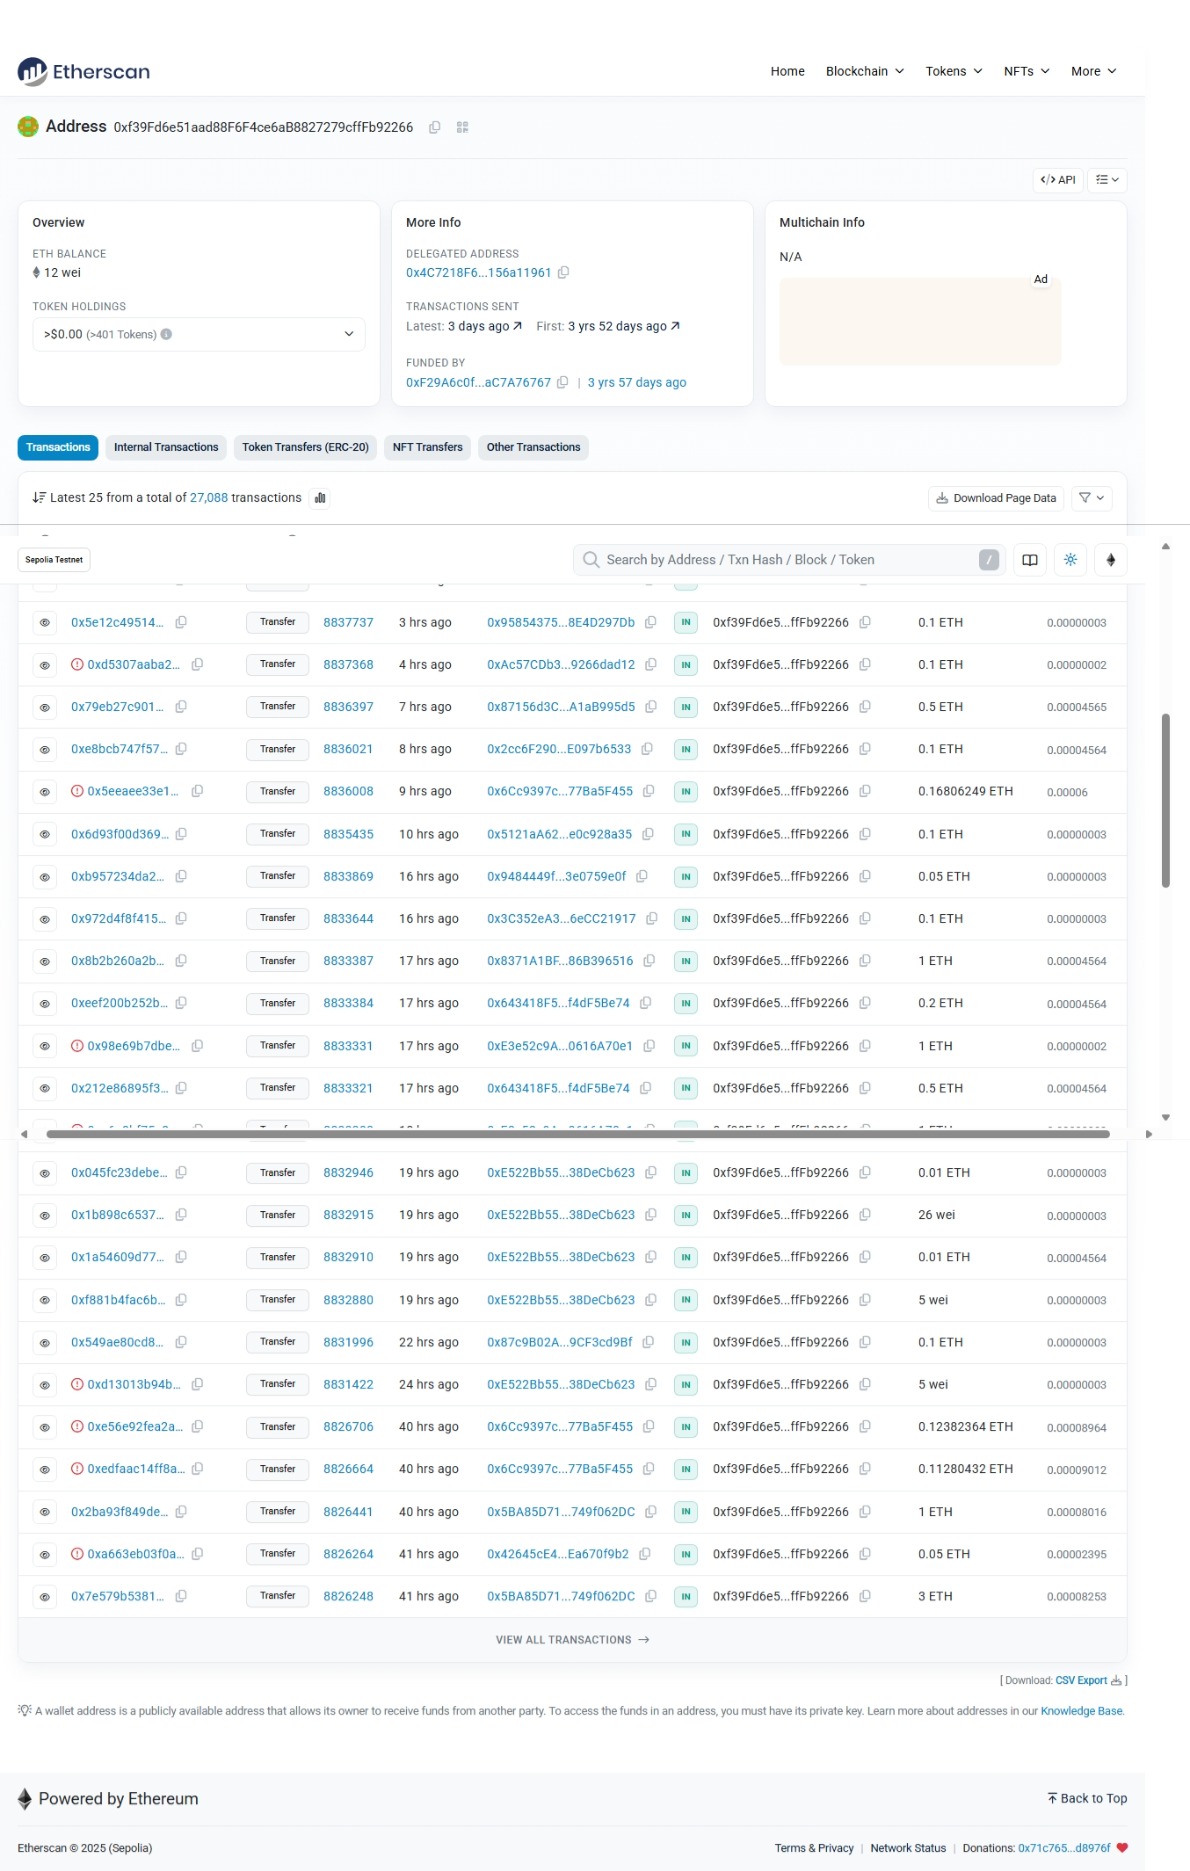 Etherscan
Home Blockchain Tokens NFTs More
Address 0xf39Fd6e51aad88F6F4ce6aB8827279cffFb92266
</> API
Overview
ETH BALANCE
12 wei
TOKEN HOLDINGS
>$0.00 (>401 Tokens)
More Info
DELEGATED ADDRESS
0x4C7218F6...156a11961
TRANSACTIONS SENT
Latest: 3 days ago First: 3 yrs 52 days ago
FUNDED BY
0xF29A6c0f...aC7A76767 | 3 yrs 57 days ago
Multichain Info
N/A
Ad
Transactions Internal Transactions Token Transfers (ERC-20) NFT Transfers Other Transactions
Latest 25 from a total of 27,088 transactions Download Page Data
Sepolia Testnet Search by Address / Txn Hash / Block / Token /
0x5e12c49514... Transfer 8837737 3 hrs ago 0x95854375...8E4D297Db IN 0xf39Fd6e5...ffFb92266 0.1 ETH 0.00000003
0xd5307aaba2... Transfer 8837368 4 hrs ago 0xAc57CDb3...9266dad12 IN 0xf39Fd6e5...ffFb92266 0.1 ETH 0.00000002
0x79eb27c901... Transfer 8836397 7 hrs ago 0x87156d3C...A1aB995d5 IN 0xf39Fd6e5...ffFb92266 0.5 ETH 0.00004565
0xe8bcb747f57... Transfer 8836021 8 hrs ago 0x2cc6F290...E097b6533 IN 0xf39Fd6e5...ffFb92266 0.1 ETH 0.00004564
0x5eeaee33e1... Transfer 8836008 9 hrs ago 0x6Cc9397c...77Ba5F455 IN 0xf39Fd6e5...ffFb92266 0.16806249 ETH 0.00006
0x6d93f00d369... Transfer 8835435 10 hrs ago 0x5121aA62...e0c928a35 IN 0xf39Fd6e5...ffFb92266 0.1 ETH 0.00000003
0xb957234da2... Transfer 8833869 16 hrs ago 0x9484449f...3e0759e0f IN 0xf39Fd6e5...ffFb92266 0.05 ETH 0.00000003
0x972d4f8f415... Transfer 8833644 16 hrs ago 0x3C352eA3...6eCC21917 IN 0xf39Fd6e5...ffFb92266 0.1 ETH 0.00000003
0x8b2b260a2b... Transfer 8833387 17 hrs ago 0x8371A1BF...86B396516 IN 0xf39Fd6e5...ffFb92266 1 ETH 0.00004564
0xeef200b252b... Transfer 8833384 17 hrs ago 0x643418F5...f4dF5Be74 IN 0xf39Fd6e5...ffFb92266 0.2 ETH 0.00004564
0x98e69b7dbe... Transfer 8833331 17 hrs ago 0xE3e52c9A...0616A70e1 IN 0xf39Fd6e5...ffFb92266 1 ETH 0.00000002
0x212e86895f3... Transfer 8833321 17 hrs ago 0x643418F5...f4dF5Be74 IN 0xf39Fd6e5...ffFb92266 0.5 ETH 0.00004564
0x045fc23debe... Transfer 8832946 19 hrs ago 0xE522Bb55...38DeCb623 IN 0xf39Fd6e5...ffFb92266 0.01 ETH 0.00000003
0x1b898c6537... Transfer 8832915 19 hrs ago 0xE522Bb55...38DeCb623 IN 0xf39Fd6e5...ffFb92266 26 wei 0.00000003
0x1a54609d77... Transfer 8832910 19 hrs ago 0xE522Bb55...38DeCb623 IN 0xf39Fd6e5...ffFb92266 0.01 ETH 0.00004564
0xf881b4fac6b... Transfer 8832880 19 hrs ago 0xE522Bb55...38DeCb623 IN 0xf39Fd6e5...ffFb92266 5 wei 0.00000003
0x549ae80cd8... Transfer 8831996 22 hrs ago 0x87c9B02A...9CF3cd9Bf IN 0xf39Fd6e5...ffFb92266 0.1 ETH 0.00000003
0xd13013b94b... Transfer 8831422 24 hrs ago 0xE522Bb55...38DeCb623 IN 0xf39Fd6e5...ffFb92266 5 wei 0.00000003
0xe56e92fea2a... Transfer 8826706 40 hrs ago 0x6Cc9397c...77Ba5F455 IN 0xf39Fd6e5...ffFb92266 0.12382364 ETH 0.00008964
0xedfaac14ff8a... Transfer 8826664 40 hrs ago 0x6Cc9397c...77Ba5F455 IN 0xf39Fd6e5...ffFb92266 0.11280432 ETH 0.00009012
0x2ba93f849de... Transfer 8826441 40 hrs ago 0x5BA85D71...749f062DC IN 0xf39Fd6e5...ffFb92266 1 ETH 0.00008016
0xa663eb03f0a... Transfer 8826264 41 hrs ago 0x42645cE4...Ea670f9b2 IN 0xf39Fd6e5...ffFb92266 0.05 ETH 0.00002395
0x7e579b5381... Transfer 8826248 41 hrs ago 0x5BA85D71...749f062DC IN 0xf39Fd6e5...ffFb92266 3 ETH 0.00008253
VIEW ALL TRANSACTIONS
[ Download: CSV Export ]
A wallet address is a publicly available address that allows its owner to receive funds from another party. To access the funds in an address, you must have its private key. Learn more about addresses in our Knowledge Base.
Powered by Ethereum Back to Top
Etherscan © 2025 (Sepolia) Terms & Privacy | Network Status | Donations: 0x71c765...d8976f